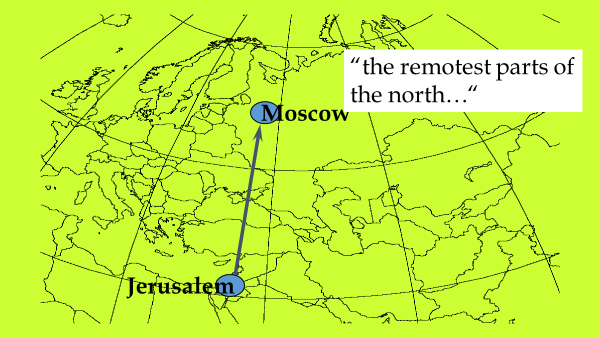 “the remotest parts of
the north…“
Moscow
Jerusalem